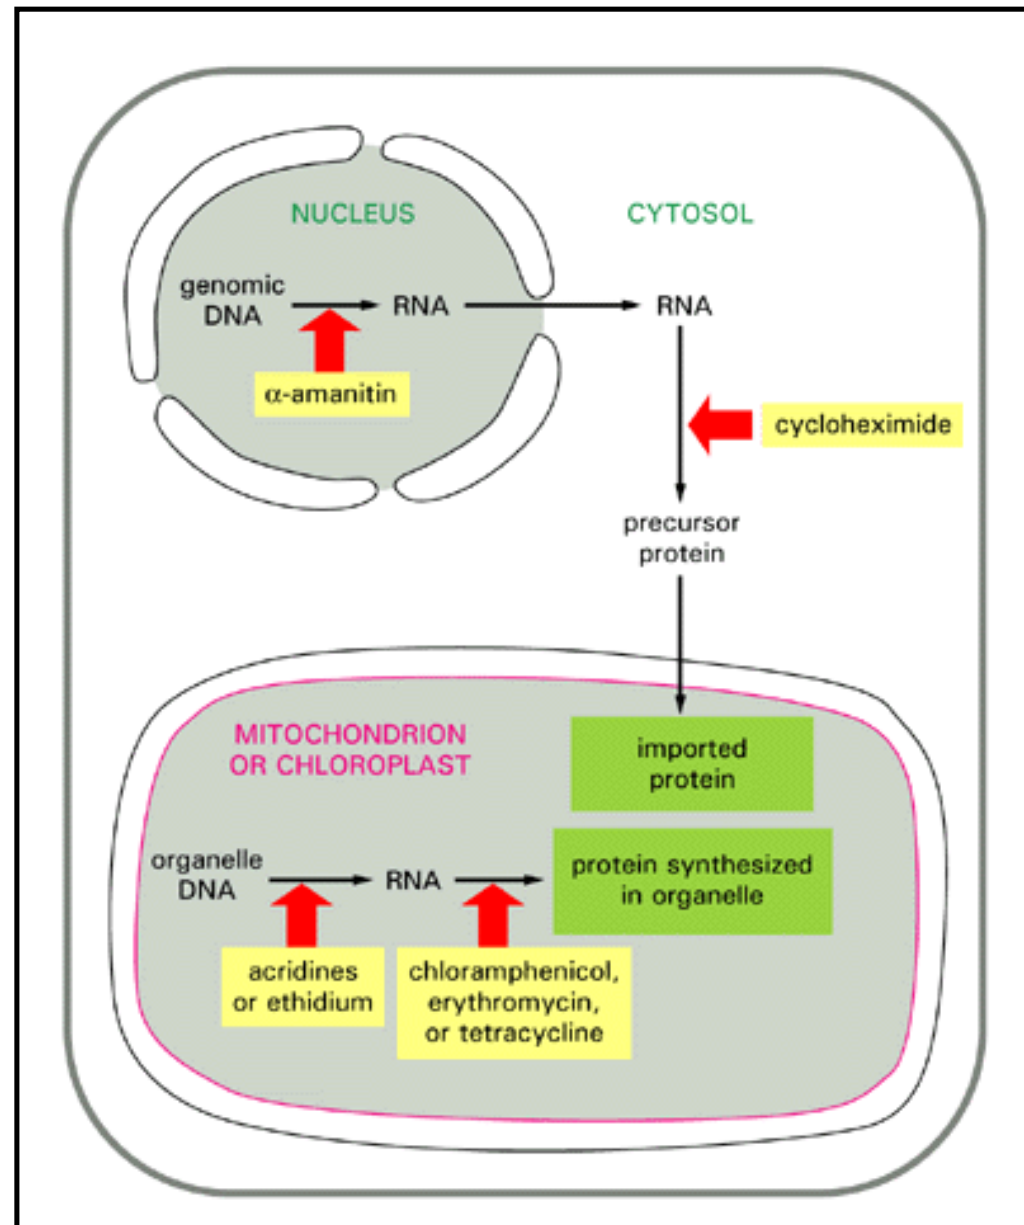 NUCLEUS
CYTOSOL
genomic
DNA
RNA
RNA
α-amanitin
cycloheximide
precursor
protein
MITOCHONDRION
OR CHLOROPLAST
imported
protein
organelle
DNA
RNA
protein synthesized
in organelle
acridines
or ethidium
chloramphenicol,
erythromycin,
or tetracycline